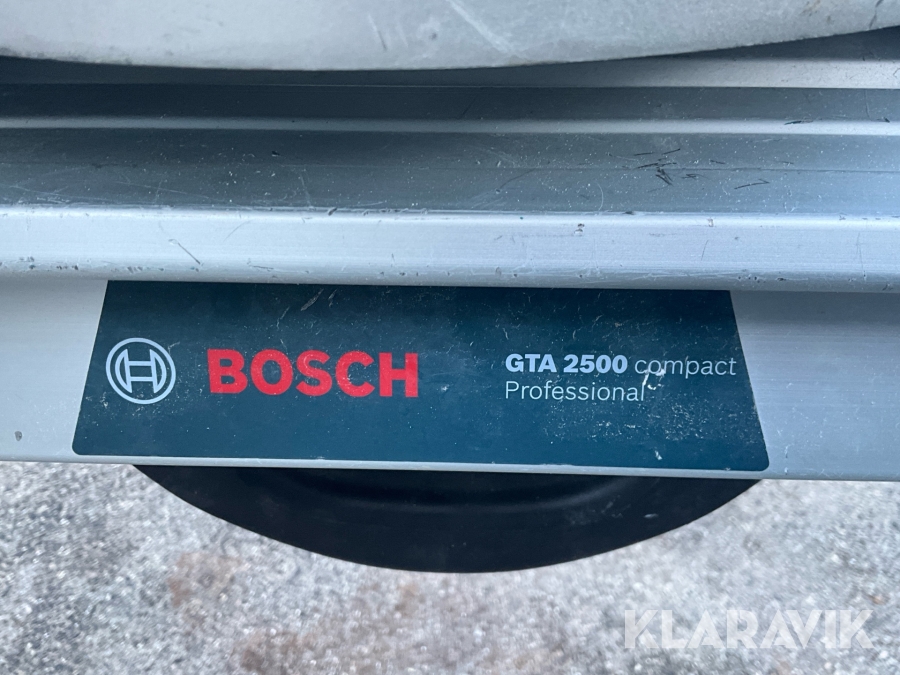 BOSCH
GTA 2500 compact
Professional
KLARAVIK